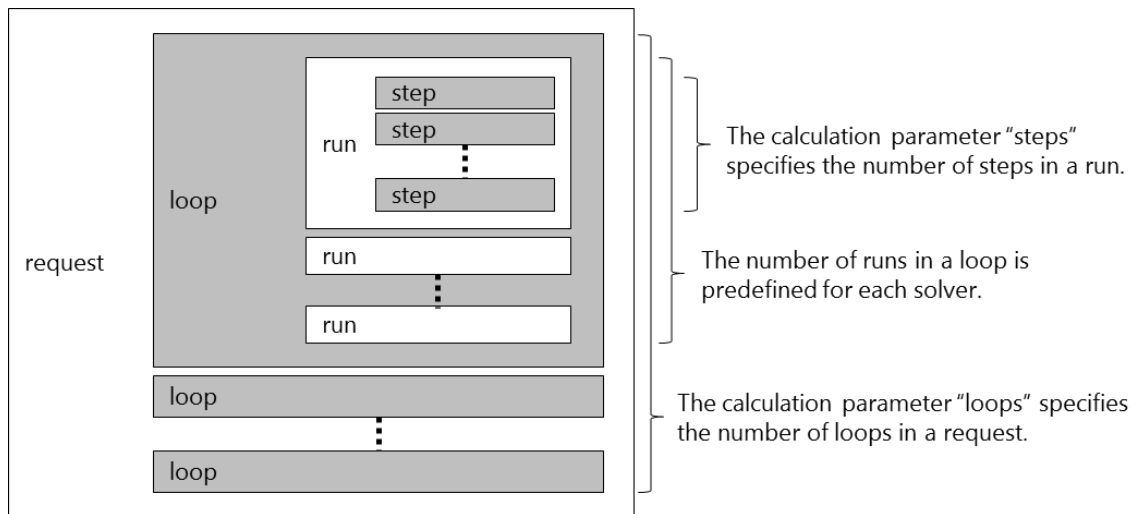 step
step
run
step
loop
run
request
run
loop
loop
The calculation parameter “steps”
specifies the number of steps in a run.
The number of runs in a loop is
predefined for each solver.
The calculation parameter “loops” specifies
the number of loops in a request.